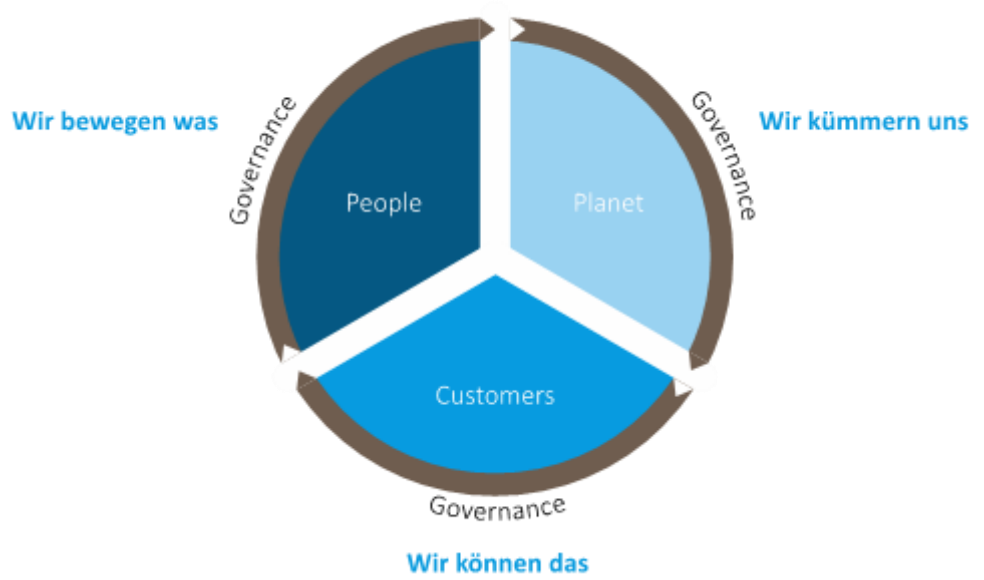 Wir bewegen was
Governance
People
Planet
Governance
Wir kümmern uns
Customers
Governance
Wir können das